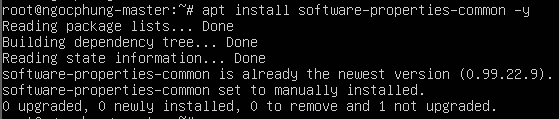 root@ngocphung-master:~# apt install software-properties-common -y
Reading package lists... Done
Building dependency tree... Done
Reading state information... Done
software-properties-common is already the newest version (0.99.22.9).
software-properties-common set to manually installed.
0 upgraded, 0 newly installed, 0 to remove and 1 not upgraded.